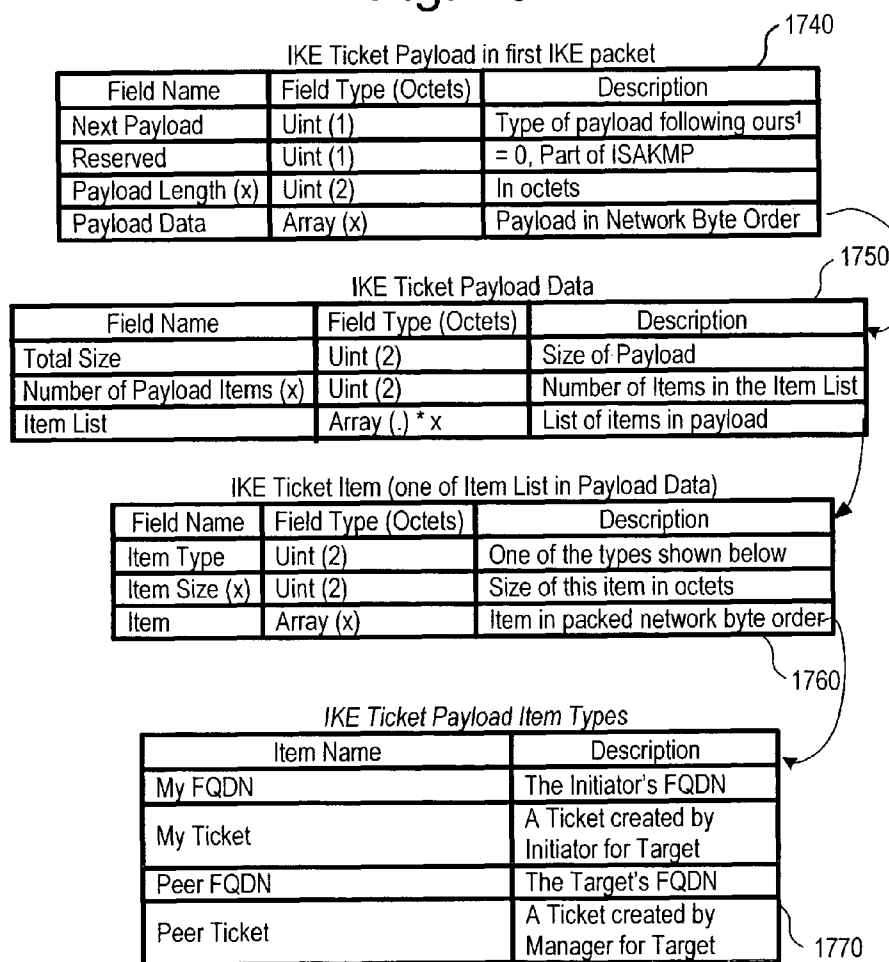 1740
IKE Ticket Payload in first IKE packet
Field Name Field Type (Octets) Description
Next Payload Uint (1) Type of payload following ours¹
Reserved Uint (1) = 0, Part of ISAKMP
Payload Length (x) Uint (2) In octets
Payload Data Array (x) Payload in Network Byte Order
1750
IKE Ticket Payload Data
Field Name Field Type (Octets) Description
Total Size Uint (2) Size of Payload
Number of Payload Items (x) Uint (2) Number of Items in the Item List
Item List Array (.) * x List of items in payload
IKE Ticket Item (one of Item List in Payload Data)
Field Name Field Type (Octets) Description
Item Type Uint (2) One of the types shown below
Item Size (x) Uint (2) Size of this item in octets
Item Array (x) Item in packed network byte order
1760
IKE Ticket Payload Item Types
Item Name Description
My FQDN The Initiator's FQDN
My Ticket A Ticket created by
Initiator for Target
Peer FQDN The Target's FQDN
Peer Ticket A Ticket created by
Manager for Target
1770